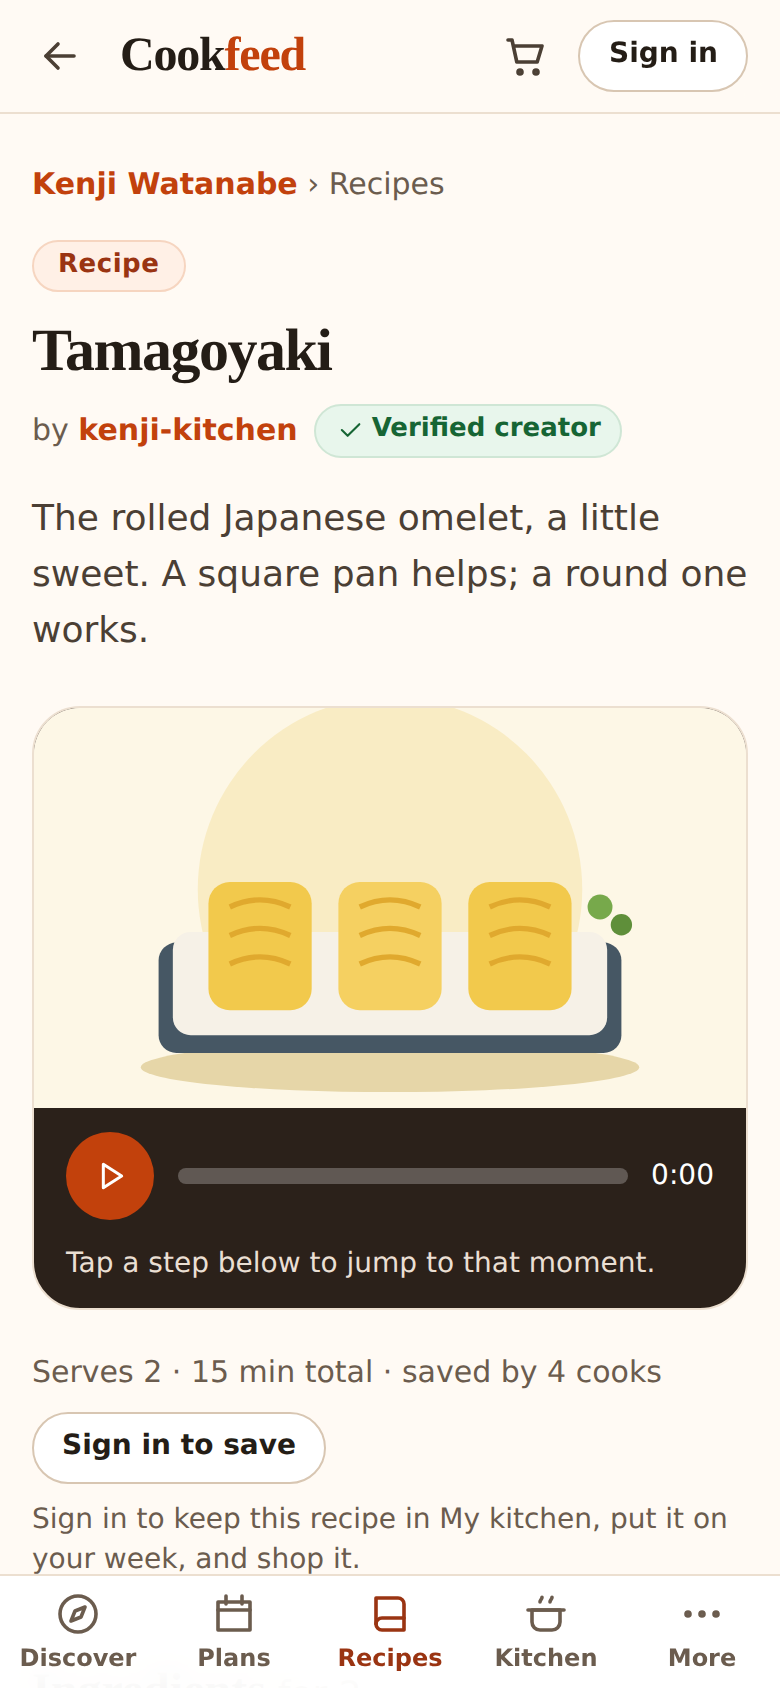 Cookfeed
Sign in
Kenji Watanabe › Recipes
Recipe
Tamagoyaki
by kenji-kitchen
Verified creator
The rolled Japanese omelet, a little
sweet. A square pan helps; a round one
works.
0:00
Tap a step below to jump to that moment.
Serves 2 · 15 min total · saved by 4 cooks
Sign in to save
Sign in to keep this recipe in My kitchen, put it on
your week, and shop it.
Discover
Plans
Recipes
Kitchen
More